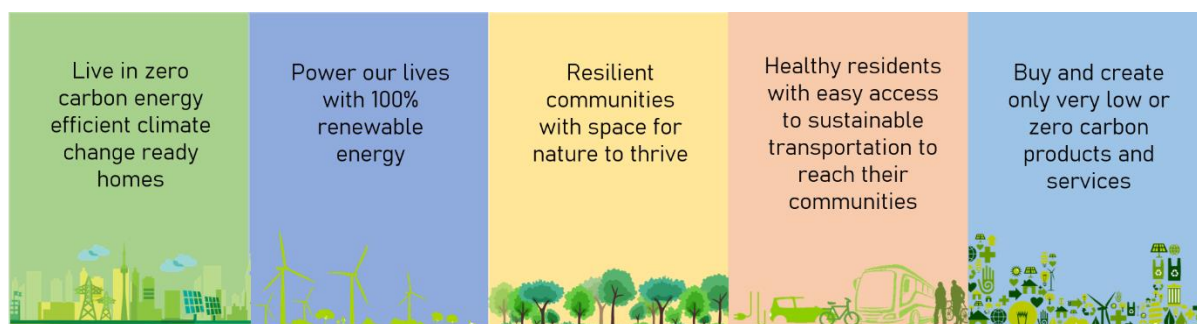 Live in zero
carbon energy
efficient climate
change ready
homes
Power our lives
with 100%
renewable
energy
Resilient
communities
with space for
nature to thrive
Healthy residents
with easy access
to sustainable
transportation to
reach their
communities
Buy and create
only very low or
zero carbon
products and
services